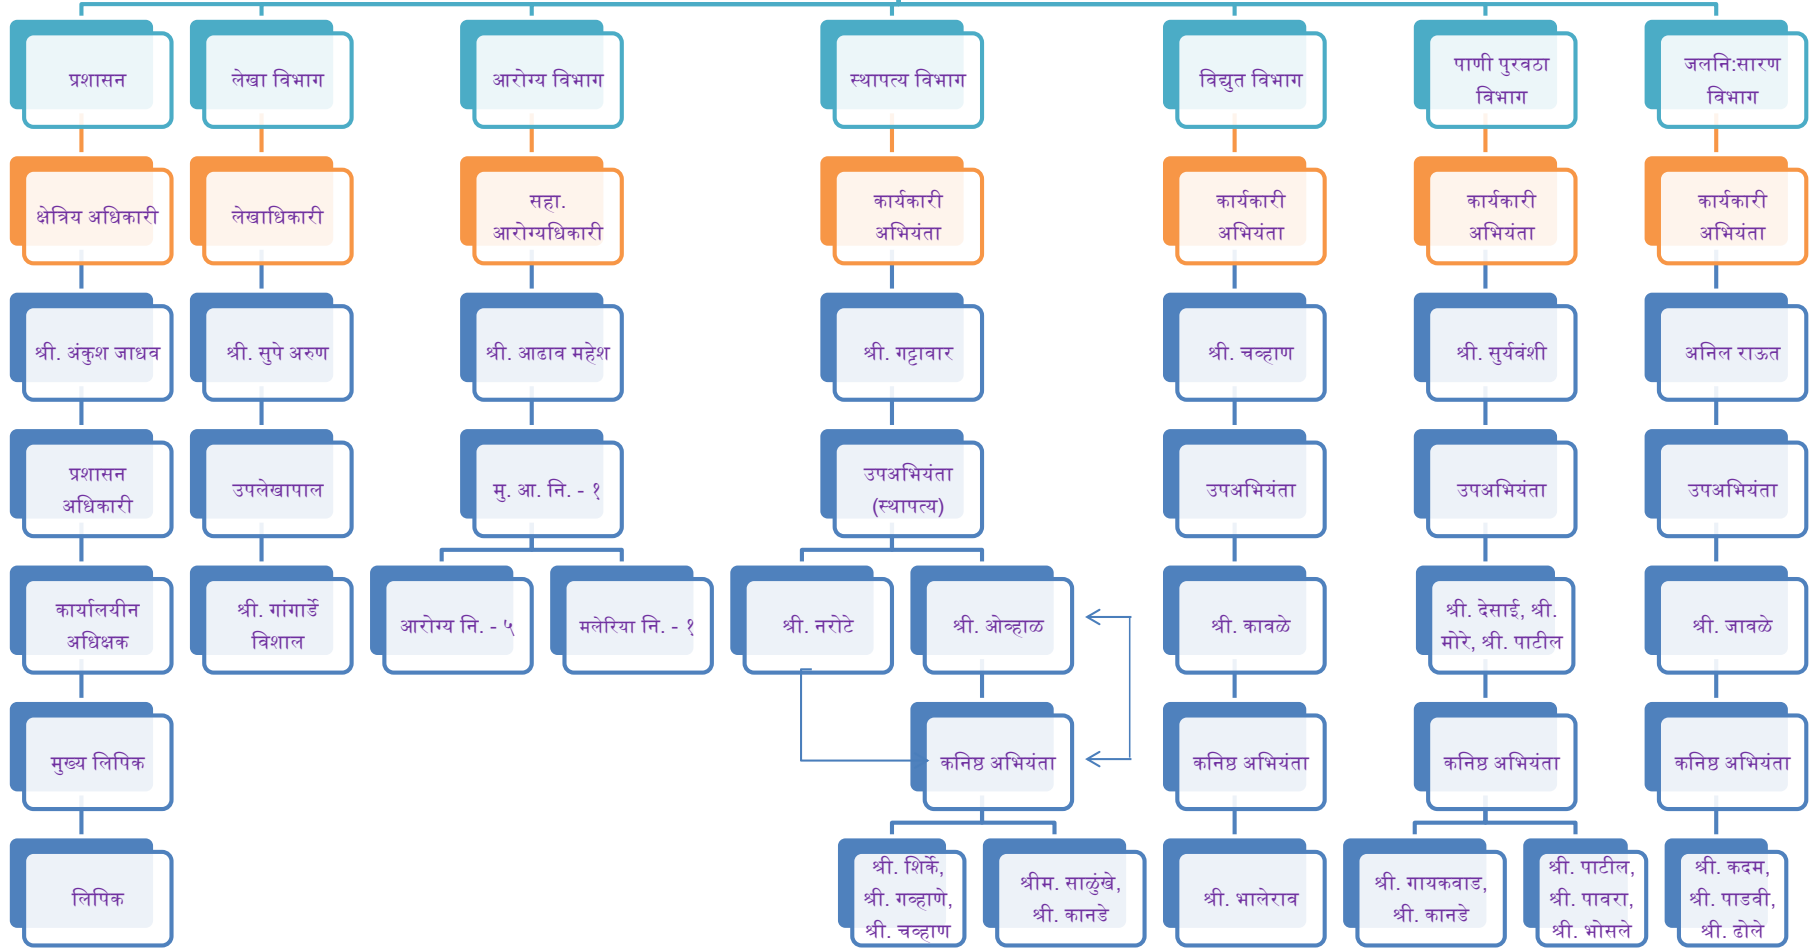 प्रशासन
लेखा विभाग
आरोग्य विभाग
स्थापत्य विभाग
विद्युत विभाग
पाणी पुरवठा
विभाग
जलनि:सारण
विभाग
क्षेत्रिय अधिकारी
लेखाधिकारी
सहा.
आरोग्यधिकारी
कार्यकारी
अभियंता
कार्यकारी
अभियंता
कार्यकारी
अभियंता
कार्यकारी
अभियंता
श्री. अंकुश जाधव
श्री. सुपे अरुण
श्री. आढाव महेश
श्री. गट्टावार
श्री. चव्हाण
श्री. सुर्यवंशी
अनिल राऊत
प्रशासन
अधिकारी
उपलेखापाल
मु. आ. नि. - १
उपअभियंता
(स्थापत्य)
उपअभियंता
उपअभियंता
उपअभियंता
कार्यालयीन
अधिक्षक
श्री. गांगार्डे
विशाल
आरोग्य नि. - ५
मलेरिया नि. - १
श्री. नरोटे
श्री. ओव्हाळ
श्री. कावळे
श्री. देसाई, श्री.
मोरे, श्री. पाटील
श्री. जावळे
मुख्य लिपिक
कनिष्ठ अभियंता
कनिष्ठ अभियंता
कनिष्ठ अभियंता
कनिष्ठ अभियंता
लिपिक
श्री. शिर्के,
श्री. गव्हाणे,
श्री. चव्हाण
श्रीम. साळुंखे,
श्री. कानडे
श्री. भालेराव
श्री. गायकवाड,
श्री. कानडे
श्री. पाटील,
श्री. पावरा,
श्री. भोसले
श्री. कदम,
श्री. पाडवी,
श्री. ढोले